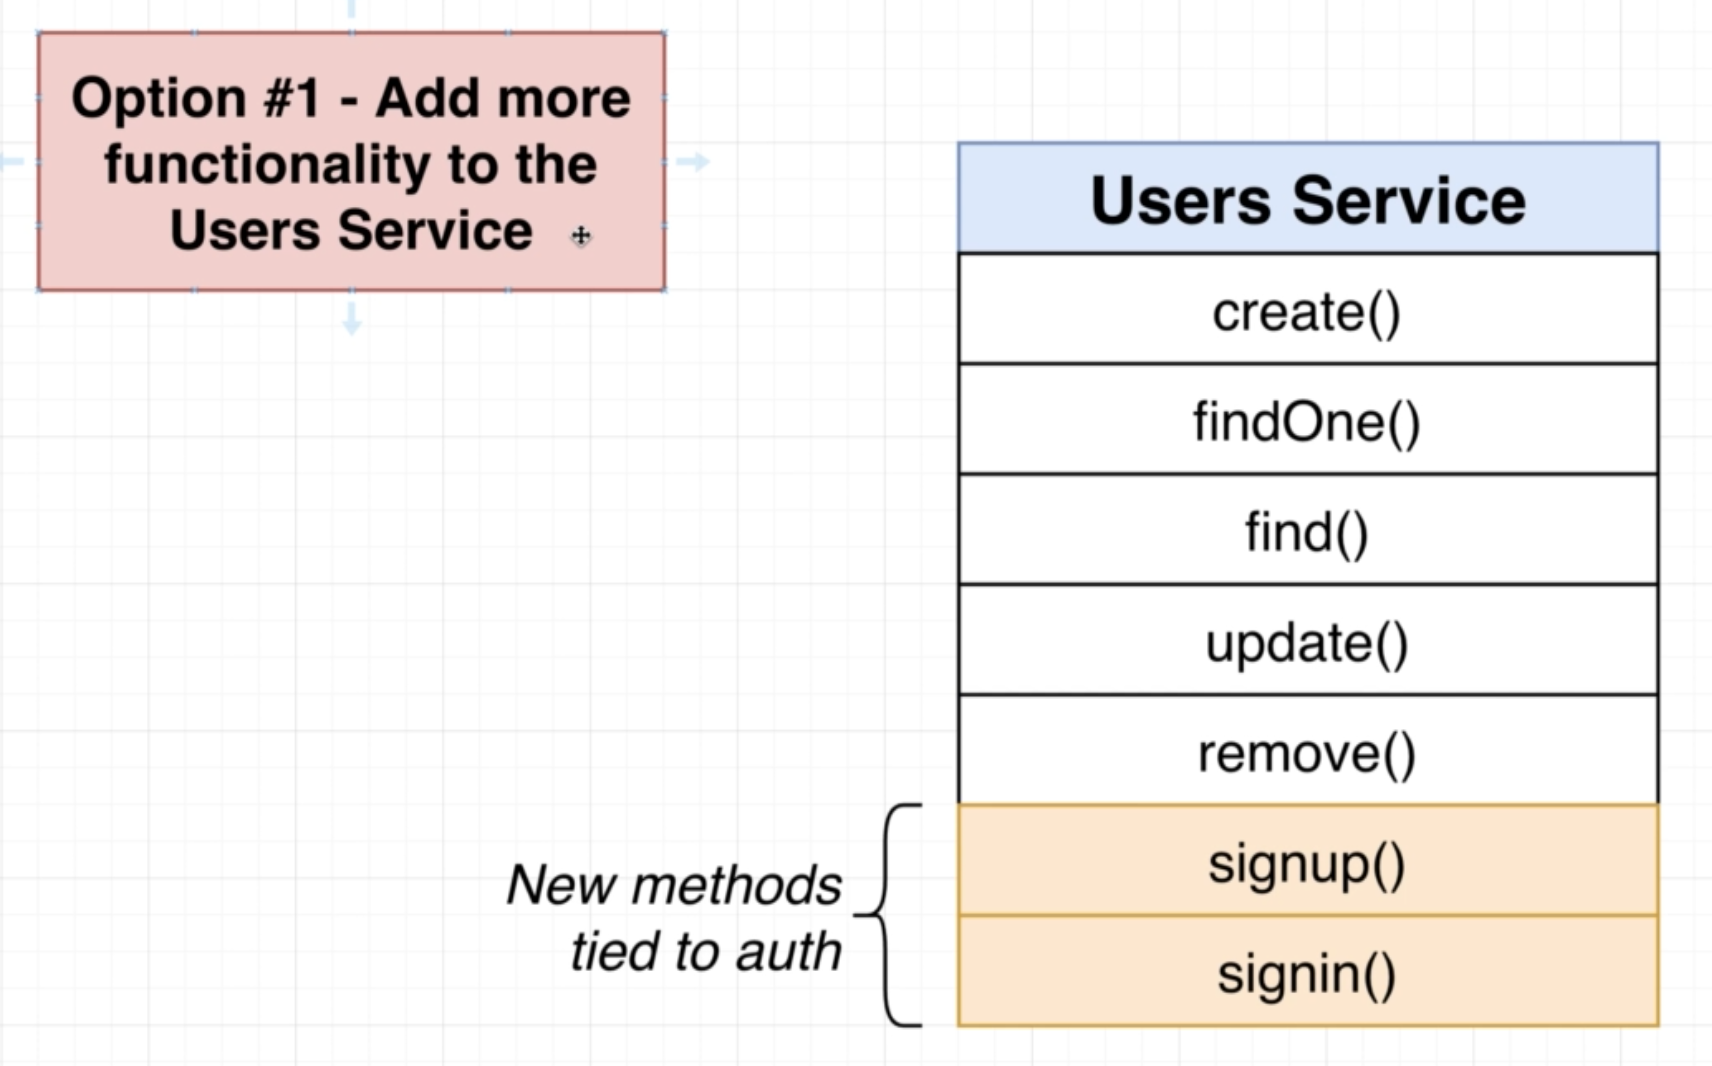 Option #1 - Add more
functionality to the
Users Service
Users Service
create()
findOne()
find()
update()
remove()
signup()
signin()
New methods
tied to auth